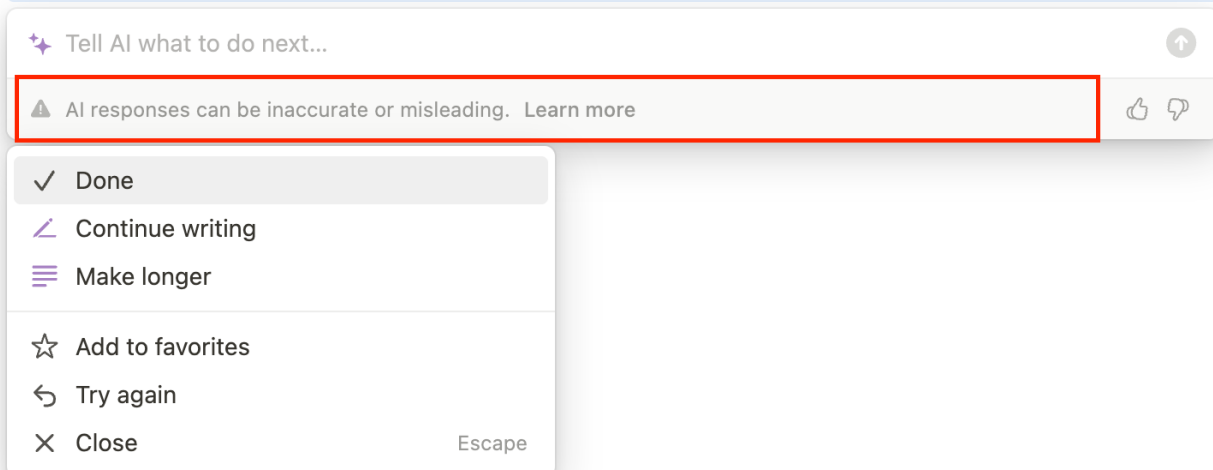 Tell AI what to do next...
AI responses can be inaccurate or misleading. Learn more
Done
Continue writing
Make longer
Add to favorites
Try again
Close Escape